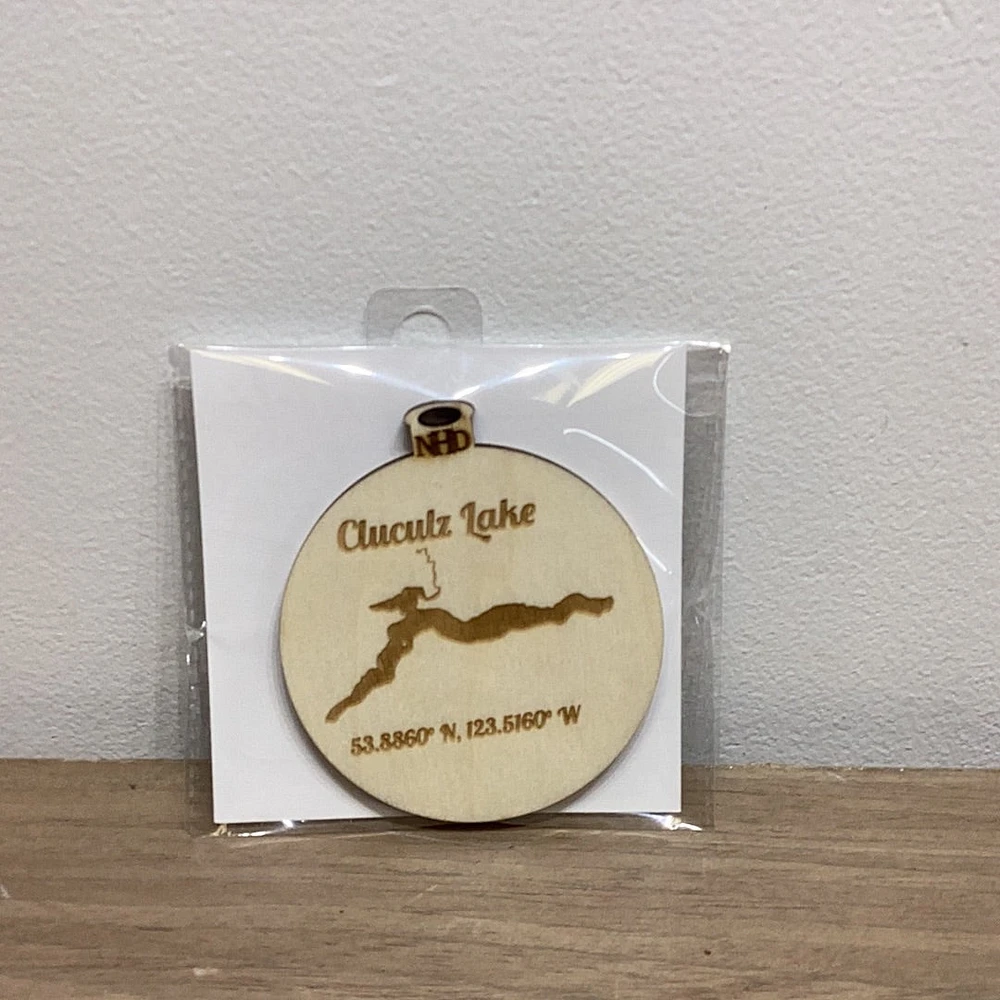 NHD
Cluculz Lake
53.8860° N, 123.5160° W